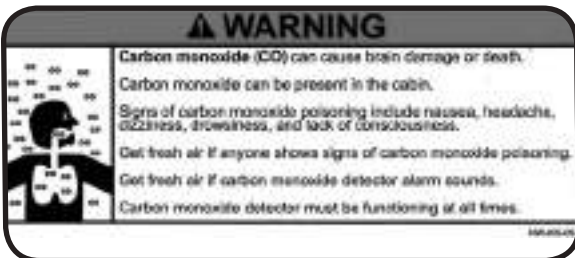 ⚠ WARNING
Carbon monoxide (CO) can cause brain damage or death.
Carbon monoxide can be present in the cabin.
Signs of carbon monoxide poisoning include nausea, headache,
dizziness, drowsiness, and lack of consciousness.
Get fresh air if anyone shows signs of carbon monoxide poisoning.
Get fresh air if carbon monoxide detector alarm sounds.
Carbon monoxide detector must be functioning at all times.